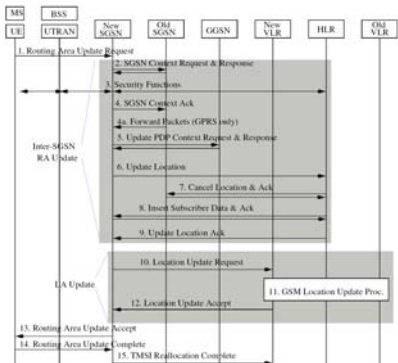 MS
BSS
New
SGSN
Old
SGSN
GGSN
New
VLR
HLR
Old
VLR
UE
UTRAN
1. Routing Area Update Request
2. SGSN Context Request & Response
3. Security Functions
4. SGSN Context Ack
4a. Forward Packets (GPRS only)
5. Update PDP Context Request & Response
Inter-SGSN
RA Update
6. Update Location
7. Cancel Location & Ack
8. Insert Subscriber Data & Ack
9. Update Location Ack
10. Location Update Request
LA Update
11. GSM Location Update Proc.
12. Location Update Accept
13. Routing Area Update Accept
14. Routing Area Update Complete
15. TMSI Reallocation Complete